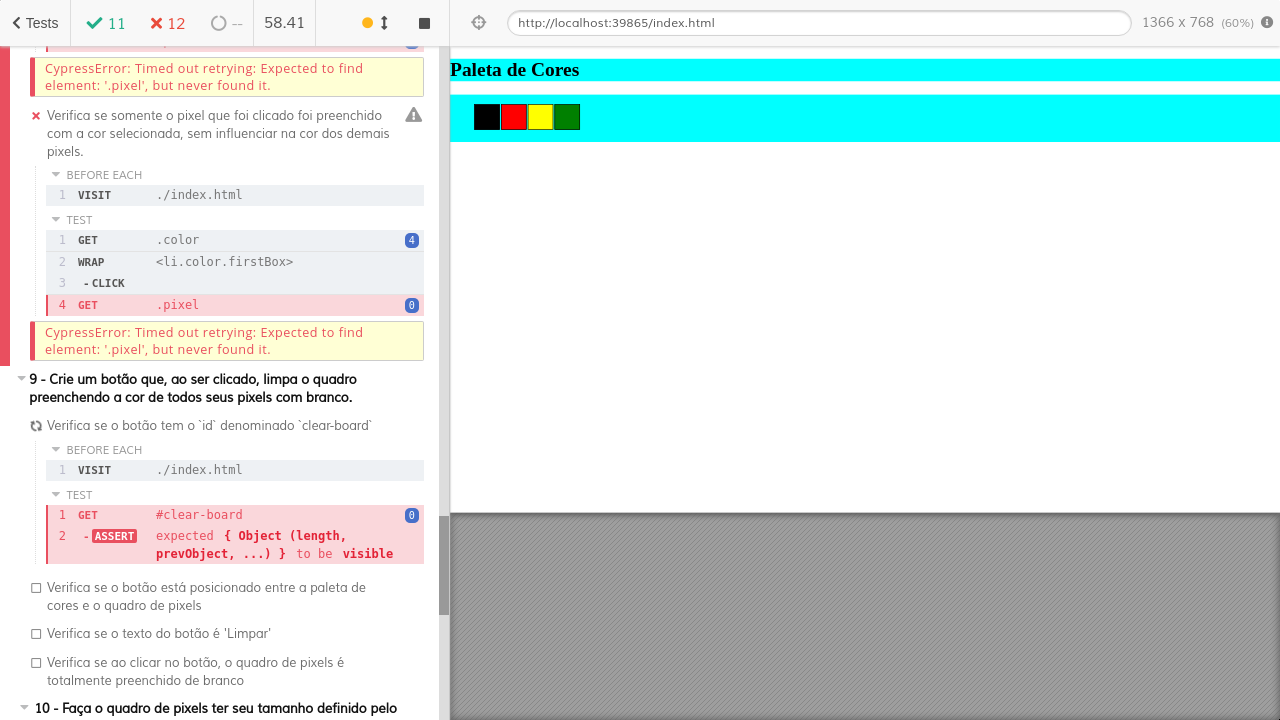 Tests
11
12
--
58.41
http://localhost:39865/index.html
1366 x 768 (60%)
CypressError: Timed out retrying: Expected to find
element: '.pixel', but never found it.
Verifica se somente o pixel que foi clicado foi preenchido
com a cor selecionada, sem influenciar na cor dos demais
pixels.
BEFORE EACH
1 VISIT ./index.html
TEST
1 GET .color 4
2 WRAP <li.color.firstBox>
3 -CLICK
4 GET .pixel 0
CypressError: Timed out retrying: Expected to find
element: '.pixel', but never found it.
9 - Crie um botão que, ao ser clicado, limpa o quadro
preenchendo a cor de todos seus pixels com branco.
Verifica se o botão tem o `id` denominado `clear-board`
BEFORE EACH
1 VISIT ./index.html
TEST
1 GET #clear-board 0
2 -ASSERT expected { Object (length,
prevObject, ...) } to be visible
Verifica se o botão está posicionado entre a paleta de
cores e o quadro de pixels
Verifica se o texto do botão é 'Limpar'
Verifica se ao clicar no botão, o quadro de pixels é
totalmente preenchido de branco
10 - Faça o quadro de pixels ter seu tamanho definido pelo
Paleta de Cores